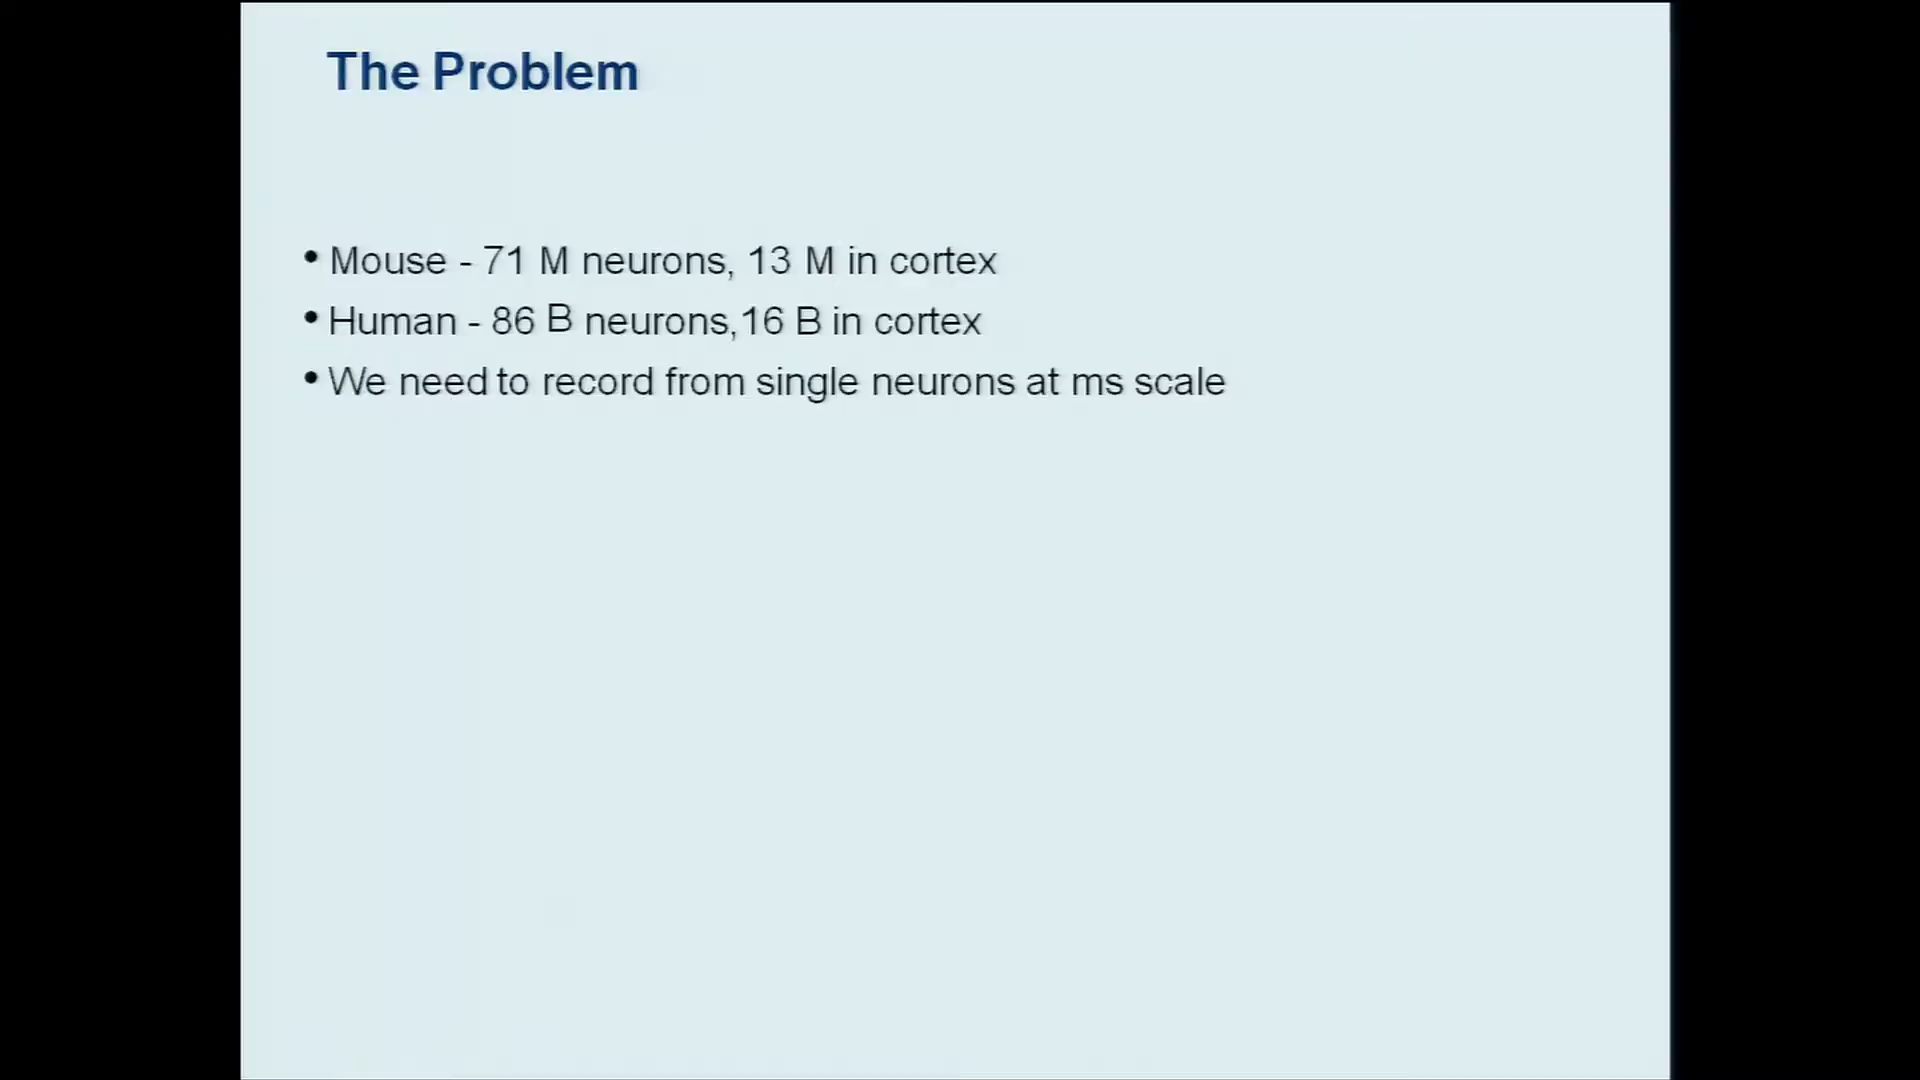 The Problem
• Mouse - 71 M neurons, 13 M in cortex
• Human - 86 B neurons,16 B in cortex
• We need to record from single neurons at ms scale